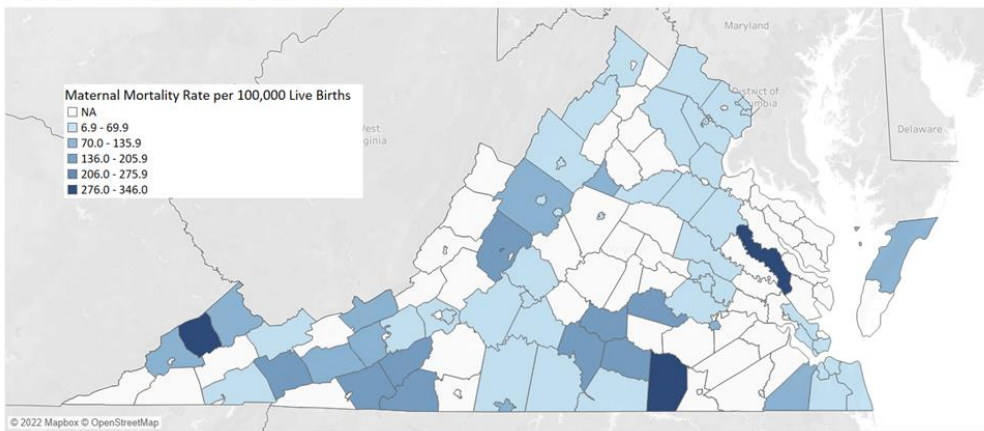 Maryland
District of
Columbia
West
Virginia
Delaware
Maternal Mortality Rate per 100,000 Live Births
NA
6.9 - 69.9
70.0 - 135.9
136.0 - 205.9
206.0 - 275.9
276.0 - 346.0
© 2022 Mapbox © OpenStreetMap